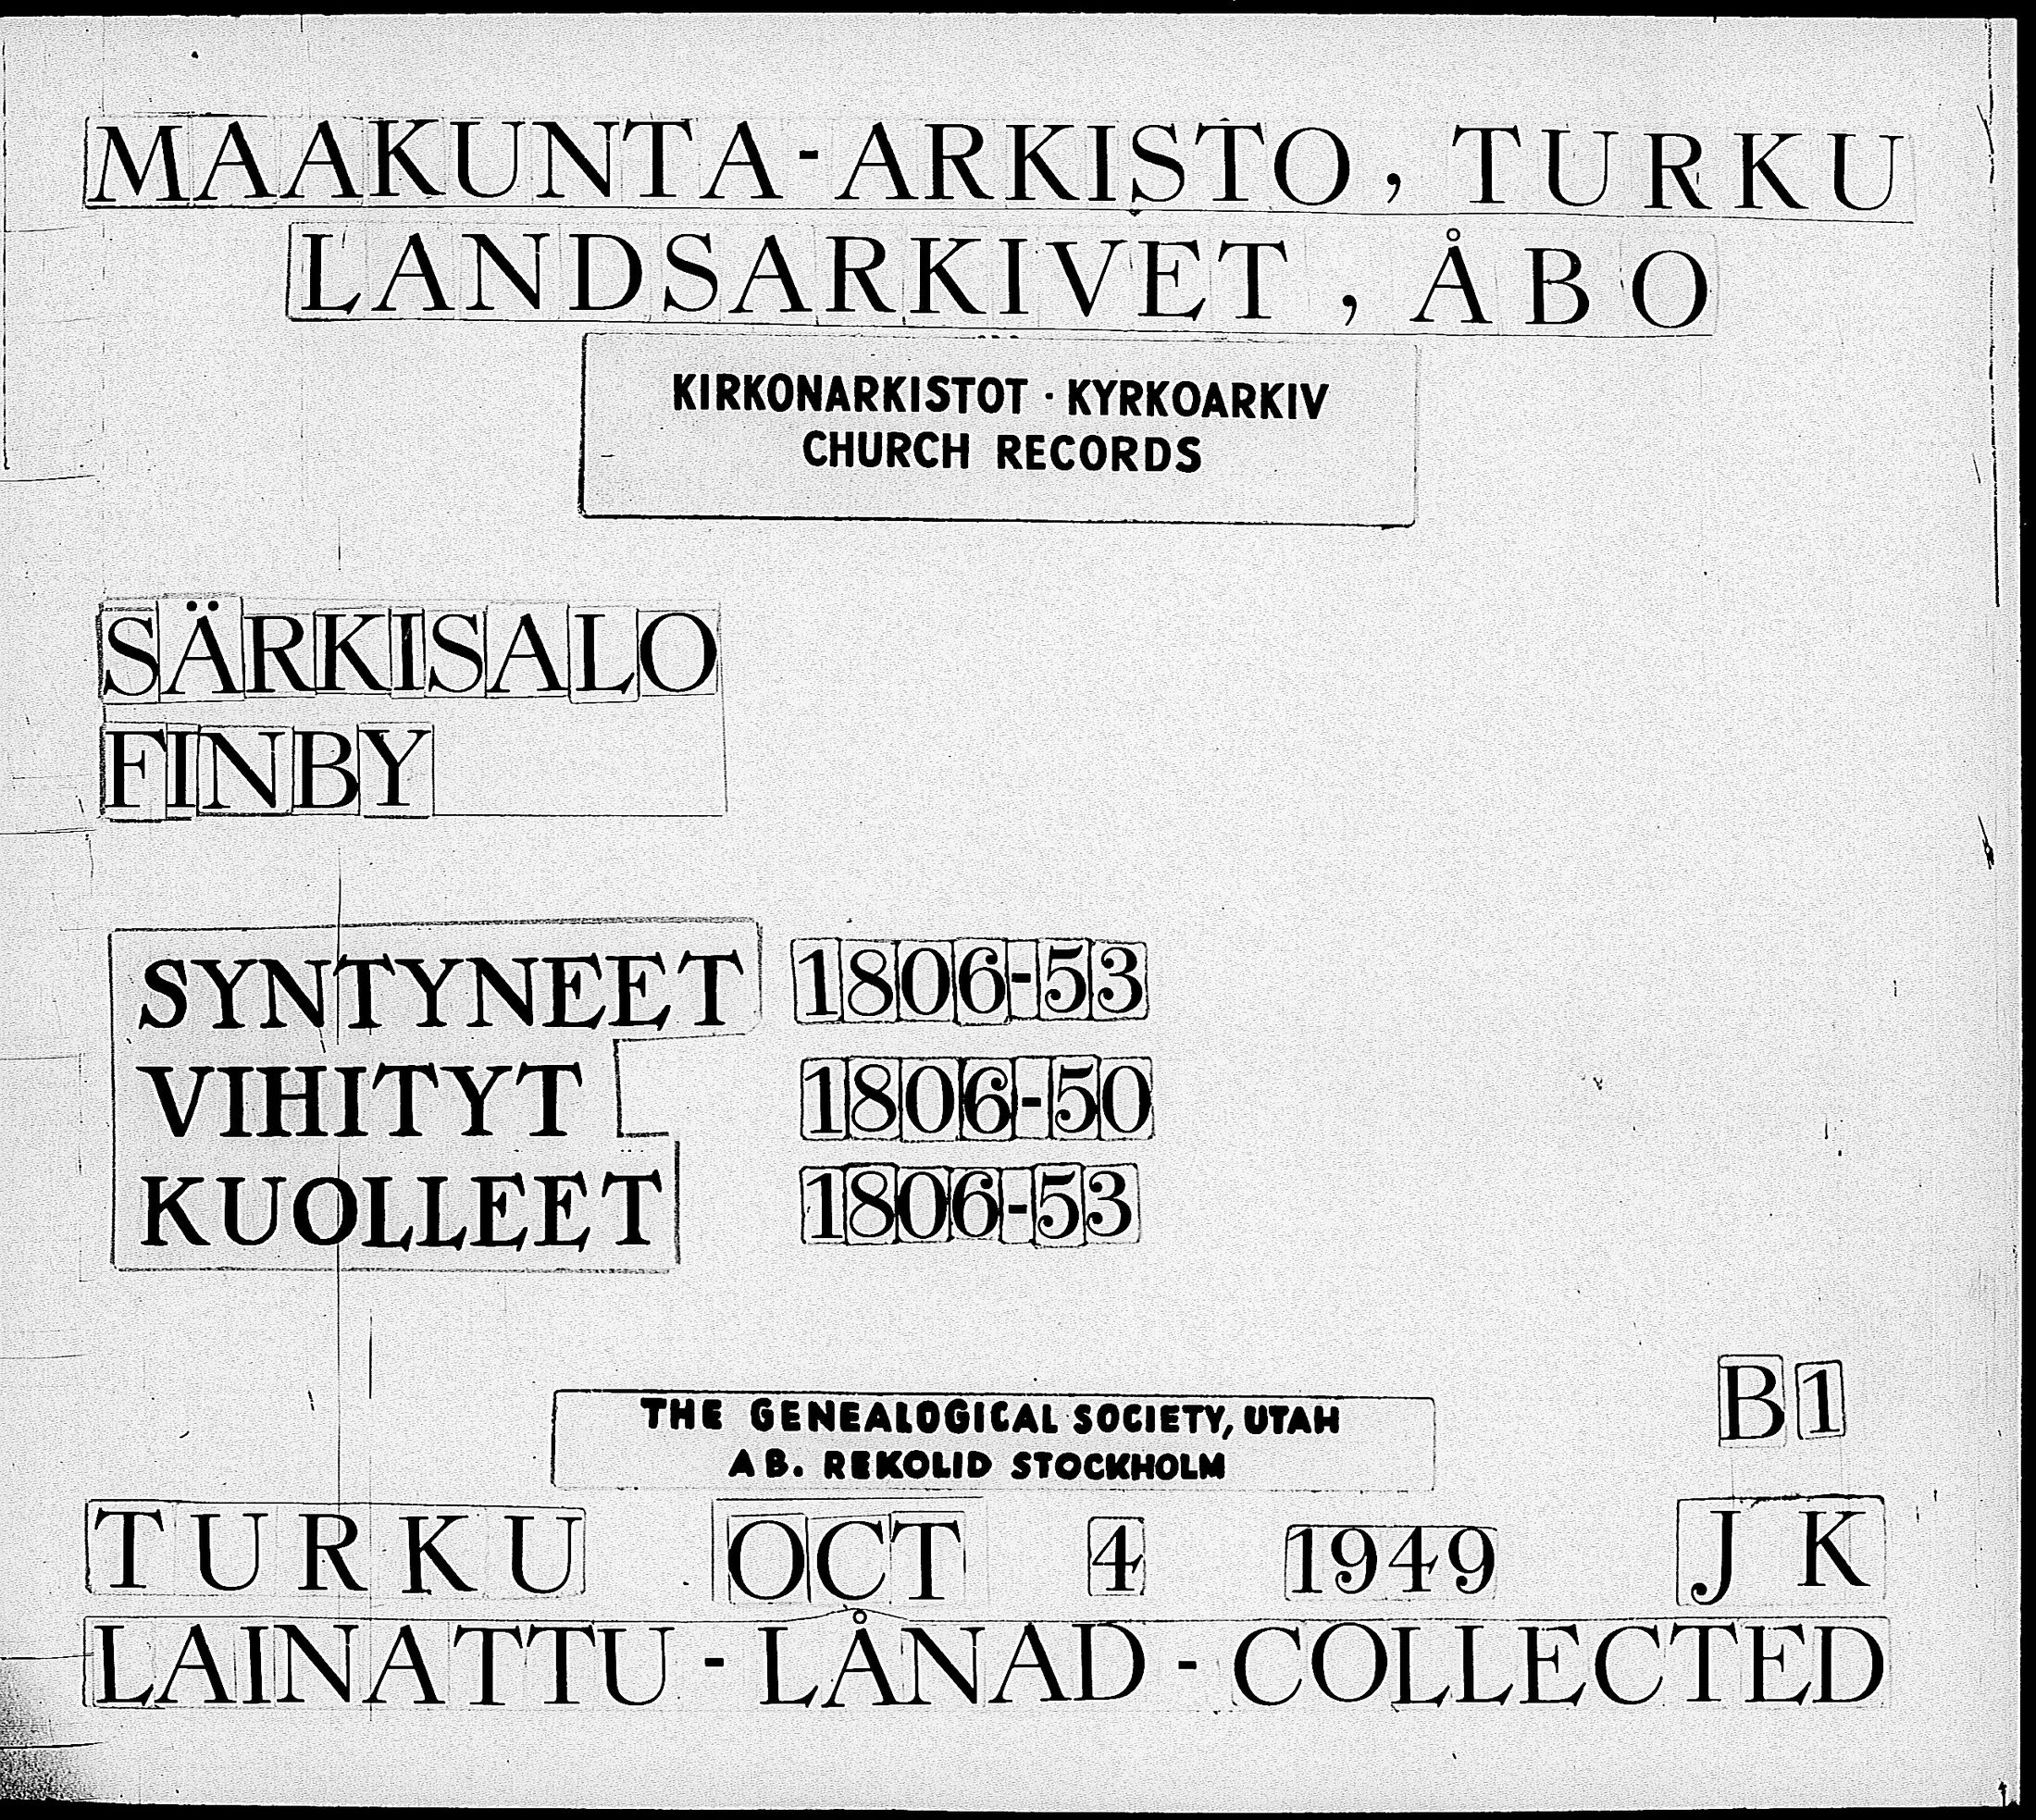 MAAKUNTA-ARKISTO, TURKU
LANDSARKIVET, ÅBO
KIRKONARKISTOT · KYRKOARKIV
CHURCH RECORDS
SÄRKISALO
FINBY
SYNTYNEET 1806-53
VIHITYT 1806-50
KUOLLEET 1806-53
B1
THE GENEALOGICAL SOCIETY, UTAH
AB. REKOLID STOCKHOLM
TURKU OCT 4 1949 JK
LAINATTU - LÅNAD - COLLECTED